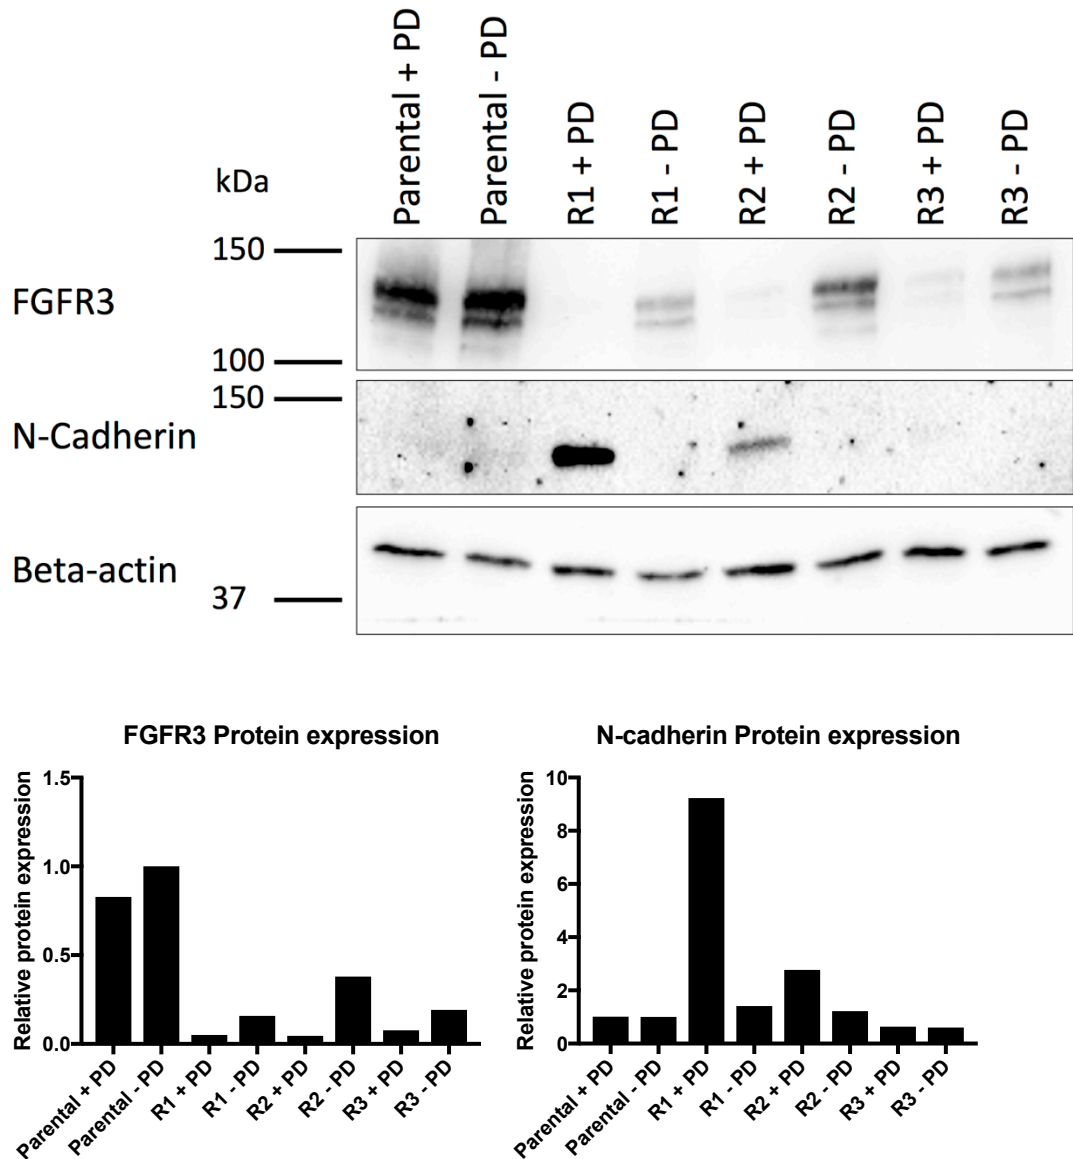 Parental + PD
Parental - PD
R1 + PD
R1 - PD
R2 + PD
R2 - PD
R3 + PD
R3 - PD
kDa
150
FGFR3
100
150
N-Cadherin
Beta-actin
37
FGFR3 Protein expression
Relative protein expression
1.5
1.0
0.5
0.0
Parental + PD
Parental - PD
R1 + PD
R1 - PD
R2 + PD
R2 - PD
R3 + PD
R3 - PD
N-cadherin Protein expression
Relative protein expression
10
8
6
4
2
0
Parental + PD
Parental - PD
R1 + PD
R1 - PD
R2 + PD
R2 - PD
R3 + PD
R3 - PD